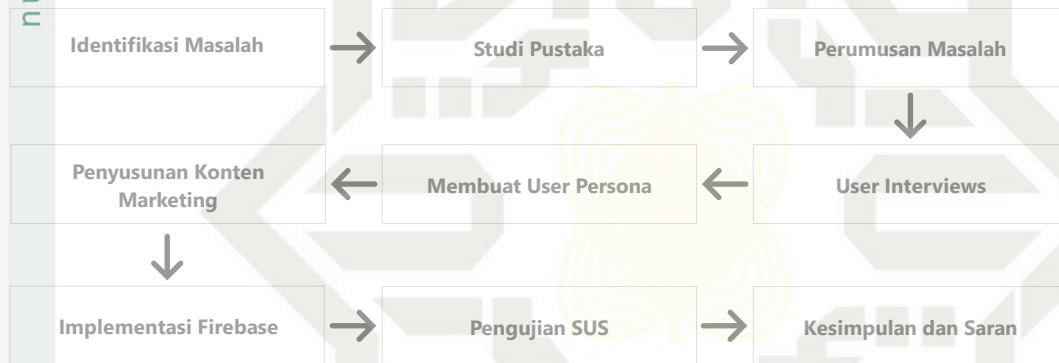 Identifikasi Masalah
Studi Pustaka
Perumusan Masalah
User Interviews
Membuat User Persona
Penyusunan Konten
Marketing
Implementasi Firebase
Pengujian SUS
Kesimpulan dan Saran